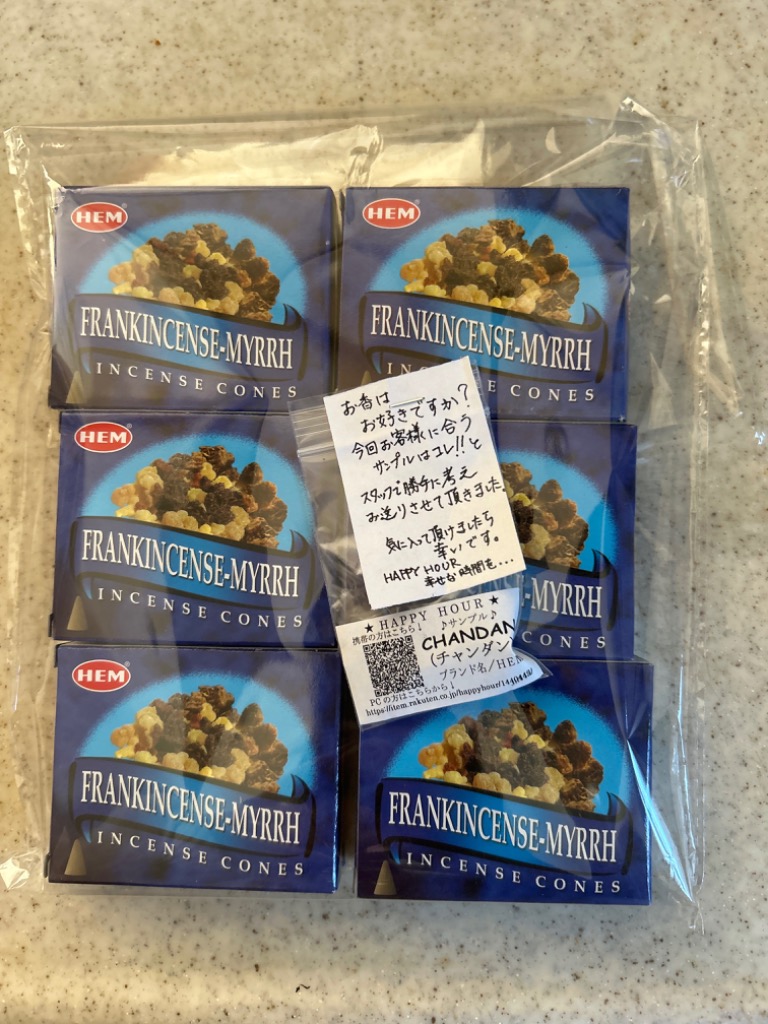 HEM
FRANKINCENSE-MYRRH
INCENSE CONES
HEM
FRANKINCENSE-MYRRH
INCENSE CONES
HEM
FRANKINCENSE-MYRRH
INCENSE CONES
お香は
お好きですか?
今回お客様に合う
サンプルはコレ!!と
スタッフで勝手に考え
お送りさせて頂きました。
気に入って頂けましたら
幸いです。
HAPPY HOUR
幸せな時間を...
-MYRRH
CONES
★ HAPPY HOUR ★
携帯の方はこちら↓
♪サンプル♪
CHANDAN
(チャンダン
ブランド名/HEM
PCの方はこちらから↓
HEM
FRANKINCENSE-MYRRH
INCENSE CONES
FRANKINCENSE-MYRRH
INCENSE CONES